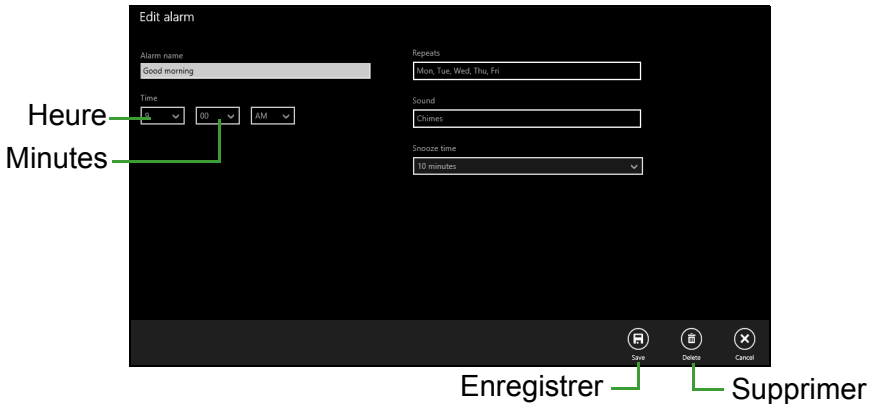 Edit alarm
Alarm name
Good morning
Time
9 00 AM
Repeats
Mon, Tue, Wed, Thu, Fri
Sound
Chimes
Snooze time
10 minutes
Heure
Minutes
Save Delete Cancel
Enregistrer
Supprimer